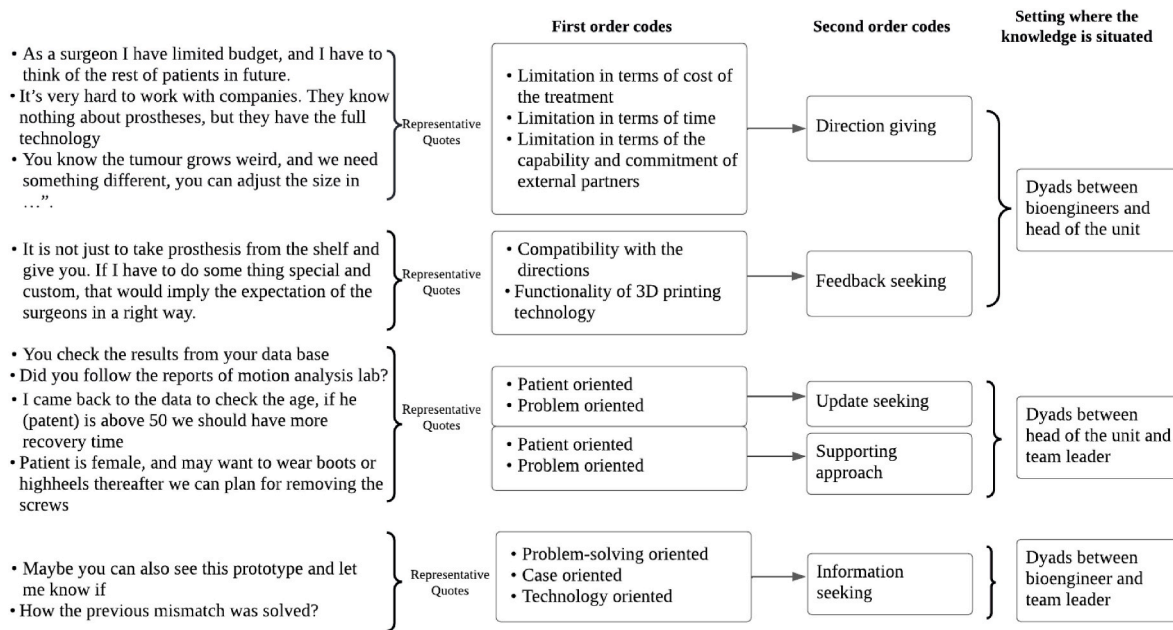 First order codes
Second order codes
Setting where the
knowledge is situated
• As a surgeon I have limited budget, and I have to
think of the rest of patients in future.
• It’s very hard to work with companies. They know
nothing about prostheses, but they have the full
technology
• You know the tumour grows weird, and we need
something different, you can adjust the size in
…”.
Representative
Quotes
• Limitation in terms of cost of
the treatment
• Limitation in terms of time
• Limitation in terms of the
capability and commitment of
external partners
Direction giving
• It is not just to take prosthesis from the shelf and
give you. If I have to do some thing special and
custom, that would imply the expectation of the
surgeons in a right way.
Representative
Quotes
• Compatibility with the
directions
• Functionality of 3D printing
technology
Feedback seeking
Dyads between
bioengineers and
head of the unit
• You check the results from your data base
• Did you follow the reports of motion analysis lab?
• I came back to the data to check the age, if he
(patent) is above 50 we should have more
recovery time
• Patient is female, and may want to wear boots or
highheels thereafter we can plan for removing the
screws
Representative
Quotes
• Patient oriented
• Problem oriented
Update seeking
• Patient oriented
• Problem oriented
Supporting
approach
Dyads between
head of the unit and
team leader
• Maybe you can also see this prototype and let
me know if
• How the previous mismatch was solved?
Representative
Quotes
• Problem-solving oriented
• Case oriented
• Technology oriented
Information
seeking
Dyads between
bioengineer and
team leader